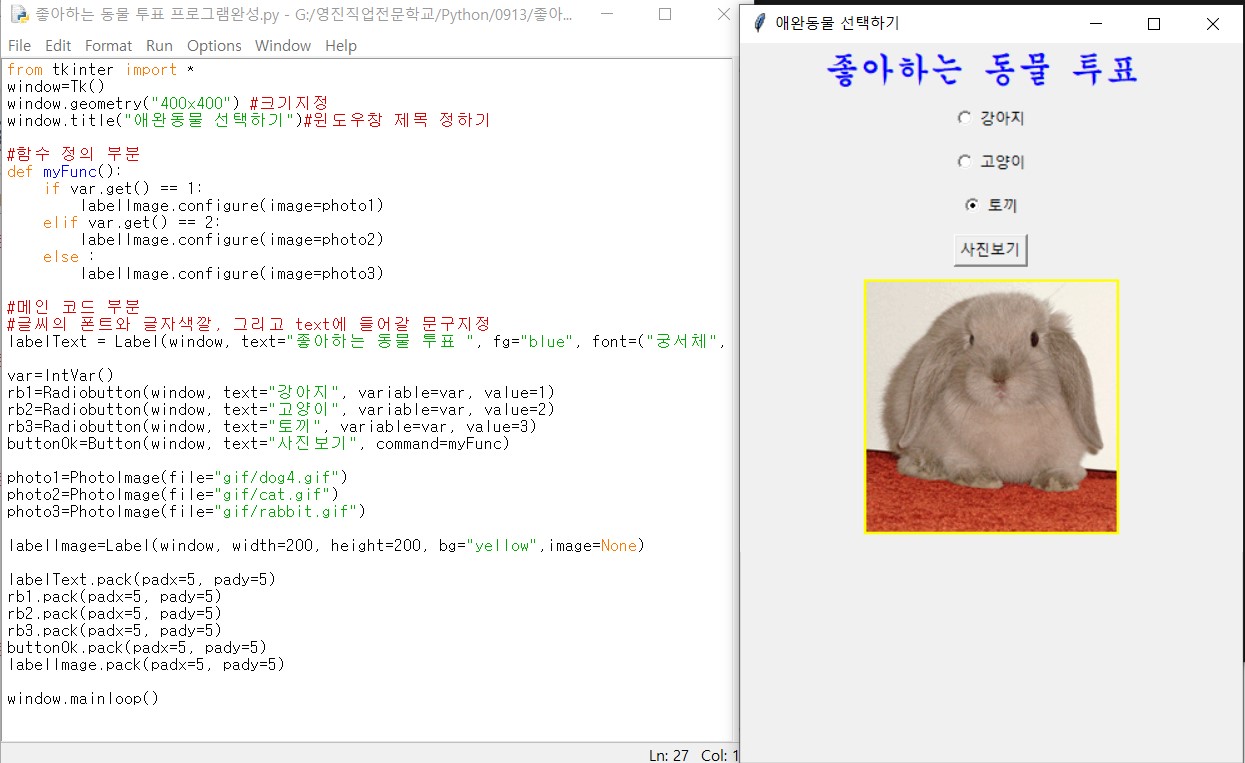 좋아하는 동물 투표 프로그램완성.py - G:/영진직업전문학교/Python/0913/좋아...
File Edit Format Run Options Window Help
from tkinter import *
window=Tk()
window.geometry("400x400") #크기지정
window.title("애완동물 선택하기")#윈도우창 제목 정하기
#함수 정의 부분
def myFunc():
    if var.get() == 1:
        labelImage.configure(image=photo1)
    elif var.get() == 2:
        labelImage.configure(image=photo2)
    else :
        labelImage.configure(image=photo3)
#메인 코드 부분
#글씨의 폰트와 글자색깔, 그리고 text에 들어갈 문구지정
labelText = Label(window, text="좋아하는 동물 투표 ", fg="blue", font=("궁서체",
var=IntVar()
rb1=Radiobutton(window, text="강아지", variable=var, value=1)
rb2=Radiobutton(window, text="고양이", variable=var, value=2)
rb3=Radiobutton(window, text="토끼", variable=var, value=3)
buttonOk=Button(window, text="사진보기", command=myFunc)
photo1=PhotoImage(file="gif/dog4.gif")
photo2=PhotoImage(file="gif/cat.gif")
photo3=PhotoImage(file="gif/rabbit.gif")
labelImage=Label(window, width=200, height=200, bg="yellow",image=None)
labelText.pack(padx=5, pady=5)
rb1.pack(padx=5, pady=5)
rb2.pack(padx=5, pady=5)
rb3.pack(padx=5, pady=5)
buttonOk.pack(padx=5, pady=5)
labelImage.pack(padx=5, pady=5)
window.mainloop()
Ln: 27 Col: 1
애완동물 선택하기
좋아하는 동물 투표
강아지
고양이
토끼
사진보기